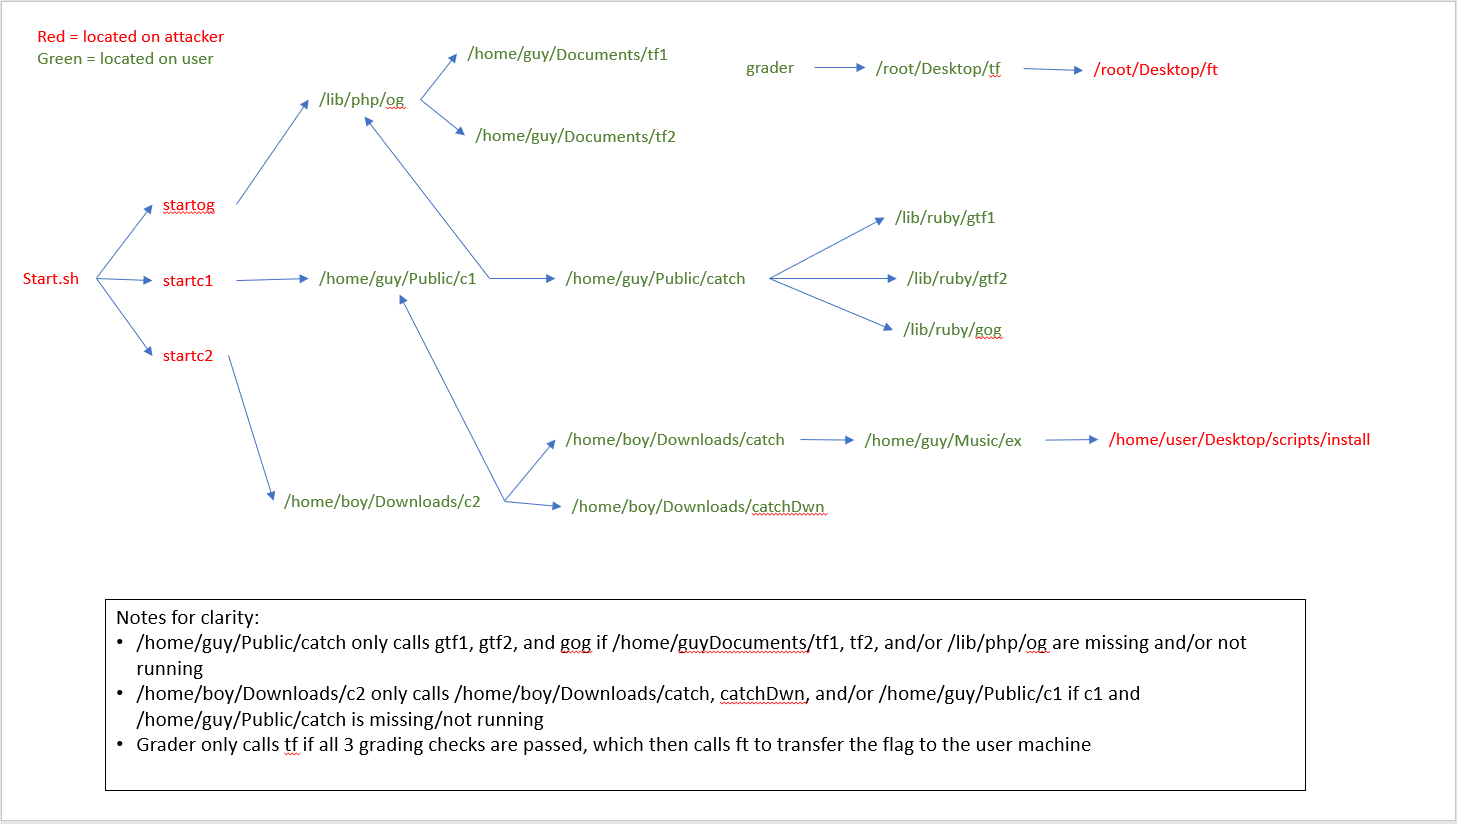 Red = located on attacker
Green = located on user
/home/guy/Documents/tf1
grader
/root/Desktop/tf
/root/Desktop/ft
/lib/php/og
/home/guy/Documents/tf2
startog
/lib/ruby/gtf1
Start.sh
startc1
/home/guy/Public/c1
/home/guy/Public/catch
/lib/ruby/gtf2
/lib/ruby/gog
startc2
/home/boy/Downloads/catch
/home/guy/Music/ex
/home/user/Desktop/scripts/install
/home/boy/Downloads/c2
/home/boy/Downloads/catchDwn
Notes for clarity:
• /home/guy/Public/catch only calls gtf1, gtf2, and gog if /home/guyDocuments/tf1, tf2, and/or /lib/php/og are missing and/or not
running
• /home/boy/Downloads/c2 only calls /home/boy/Downloads/catch, catchDwn, and/or /home/guy/Public/c1 if c1 and
/home/guy/Public/catch is missing/not running
• Grader only calls tf if all 3 grading checks are passed, which then calls ft to transfer the flag to the user machine